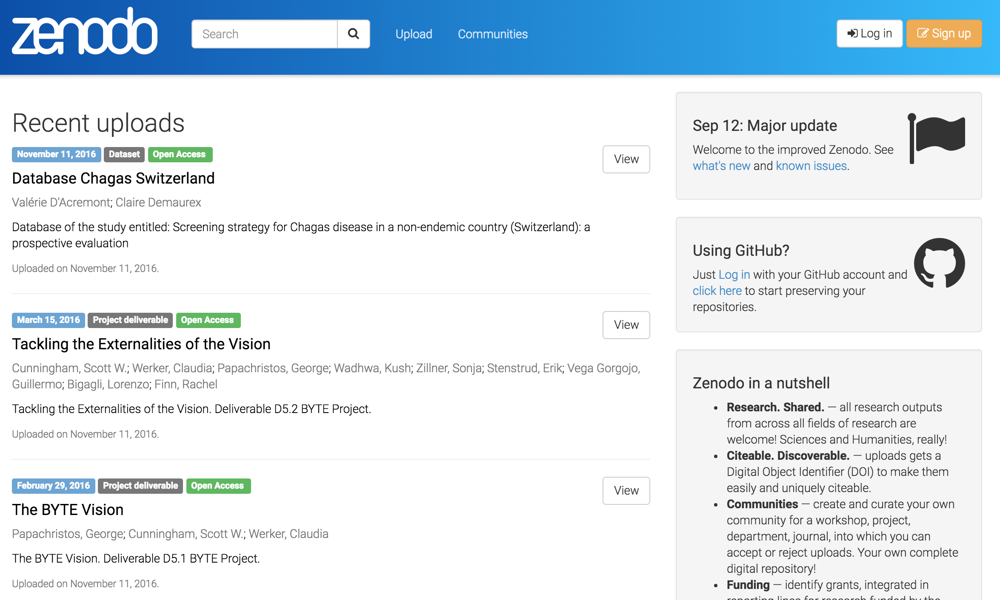 zenodo
Search
Upload
Communities
Log in
Sign up
Recent uploads
November 11, 2016 Dataset Open Access
View
Database Chagas Switzerland
Valérie D'Acremont; Claire Demaurex
Database of the study entitled: Screening strategy for Chagas disease in a non-endemic country (Switzerland): a
prospective evaluation
Uploaded on November 11, 2016.
March 15, 2016 Project deliverable Open Access
View
Tackling the Externalities of the Vision
Cunningham, Scott W.; Werker, Claudia; Papachristos, George; Wadhwa, Kush; Zillner, Sonja; Stenstrud, Erik; Vega Gorgojo,
Guillermo; Bigagli, Lorenzo; Finn, Rachel
Tackling the Externalities of the Vision. Deliverable D5.2 BYTE Project.
Uploaded on November 11, 2016.
February 29, 2016 Project deliverable Open Access
View
The BYTE Vision
Papachristos, George; Cunningham, Scott W.; Werker, Claudia
The BYTE Vision. Deliverable D5.1 BYTE Project.
Uploaded on November 11, 2016.
Sep 12: Major update
Welcome to the improved Zenodo. See
what's new and known issues.
Using GitHub?
Just Log in with your GitHub account and
click here to start preserving your
repositories.
Zenodo in a nutshell
• Research. Shared. — all research outputs
from across all fields of research are
welcome! Sciences and Humanities, really!
• Citeable. Discoverable. — uploads gets a
Digital Object Identifier (DOI) to make them
easily and uniquely citeable.
• Communities — create and curate your own
community for a workshop, project,
department, journal, into which you can
accept or reject uploads. Your own complete
digital repository!
• Funding — identify grants, integrated in
reporting lines for research funded by the